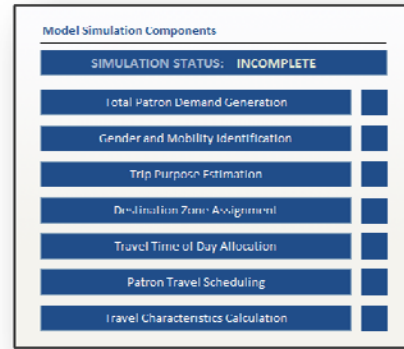 Model Simulation Components
SIMULATION STATUS: INCOMPLETE
Total Patron Demand Generation
Gender and Mobility Identification
Trip Purpose Estimation
Destination Zone Assignment
Travel Time of Day Allocation
Patron Travel Scheduling
Travel Characteristics Calculation